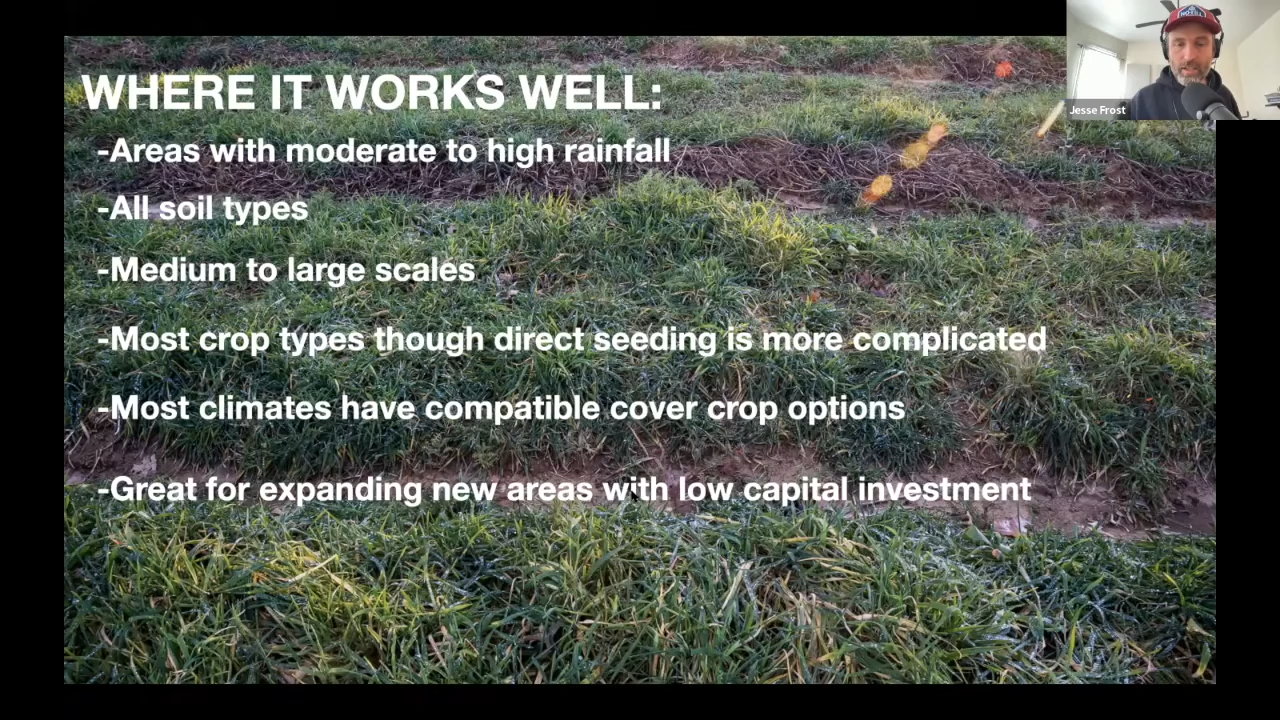 WHERE IT WORKS WELL:
-Areas with moderate to high rainfall
-All soil types
-Medium to large scales
-Most crop types though direct seeding is more complicated
-Most climates have compatible cover crop options
-Great for expanding new areas with low capital investment
NO-TILL
Jesse Frost